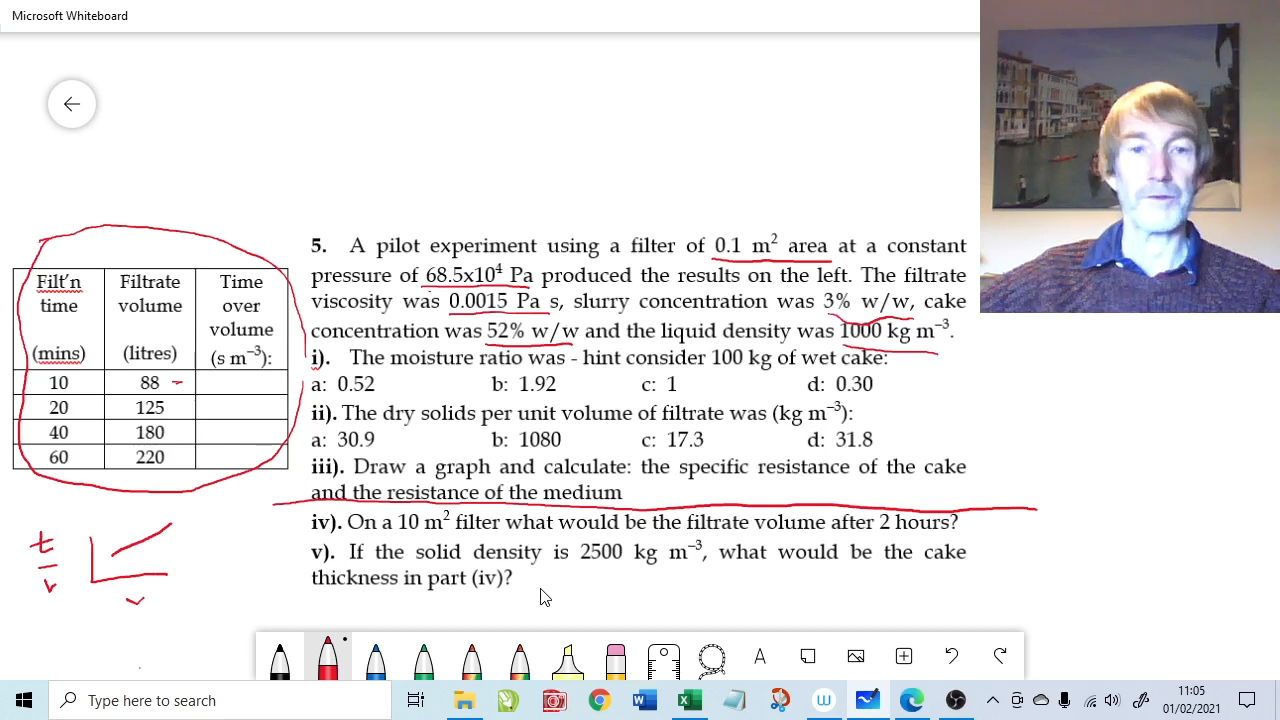 Microsoft Whiteboard
5. A pilot experiment using a filter of 0.1 m² area at a constant
pressure of 68.5x10⁴ Pa produced the results on the left. The filtrate
viscosity was 0.0015 Pa s, slurry concentration was 3% w/w, cake
concentration was 52% w/w and the liquid density was 1000 kg m⁻³.
i). The moisture ratio was - hint consider 100 kg of wet cake:
a: 0.52 b: 1.92 c: 1 d: 0.30
ii). The dry solids per unit volume of filtrate was (kg m⁻³):
a: 30.9 b: 1080 c: 17.3 d: 31.8
iii). Draw a graph and calculate: the specific resistance of the cake
and the resistance of the medium
iv). On a 10 m² filter what would be the filtrate volume after 2 hours?
v). If the solid density is 2500 kg m⁻³, what would be the cake
thickness in part (iv)?
Filt'n Filtrate Time
time volume over
volume
(mins) (litres) (s m⁻³):
10 88
20 125
40 180
60 220
t
v
v
A
Type here to search
11:05
01/02/2021